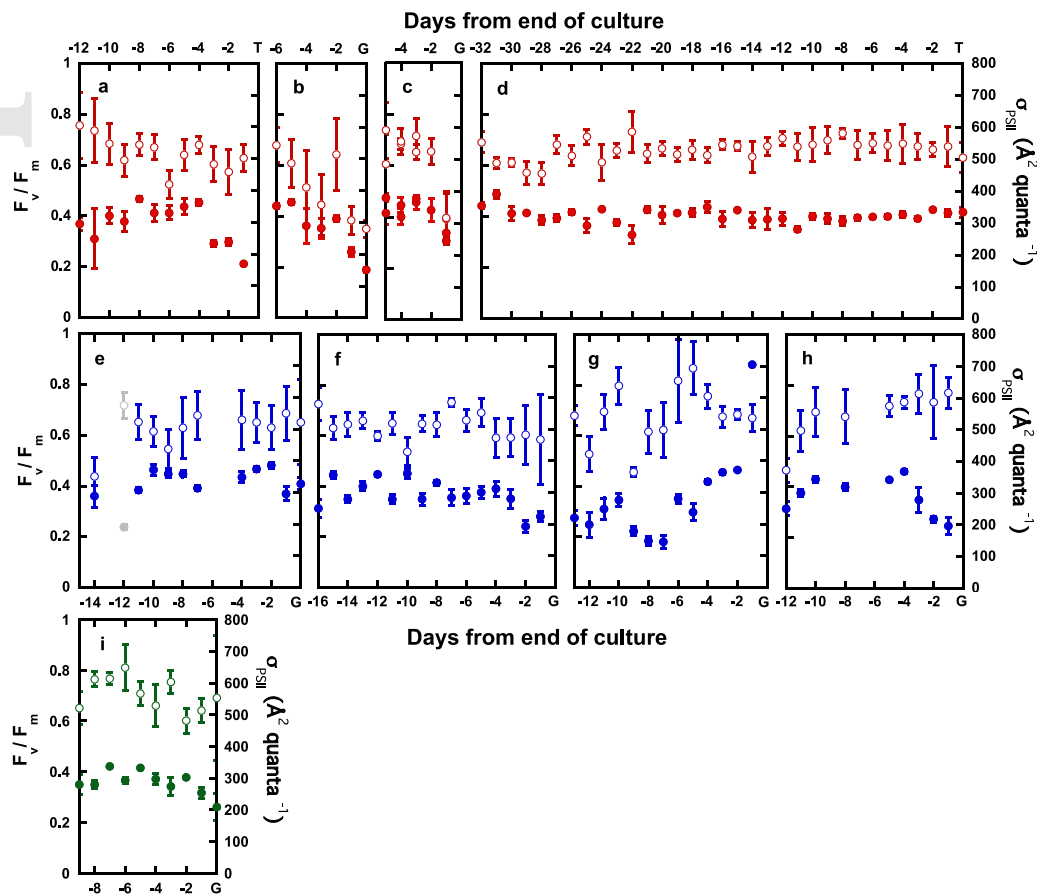 Days from end of culture
-12 -10 -8 -6 -4 -2 T -6 -4 -2 G -4 -2 G -32 -30 -28 -26 -24 -22 -20 -18 -16 -14 -12 -10 -8 -6 -4 -2 T
a b c d
1 0.8 0.6 0.4 0.2 0
Fv / Fm
800 700 600 500 400 300 200 100 0
σPSII (Å2 quanta -1)
e f g h
1 0.8 0.6 0.4 0.2 0
Fv / Fm
800 700 600 500 400 300 200 100 0
σPSII (Å2 quanta -1)
-14 -12 -10 -8 -6 -4 -2 G -16 -14 -12 -10 -8 -6 -4 -2 G -12 -10 -8 -6 -4 -2 G -12 -10 -8 -6 -4 -2 G
Days from end of culture
i
1 0.8 0.6 0.4 0.2 0
Fv / Fm
800 700 600 500 400 300 200 100 0
σPSII (Å2 quanta -1)
-8 -6 -4 -2 G